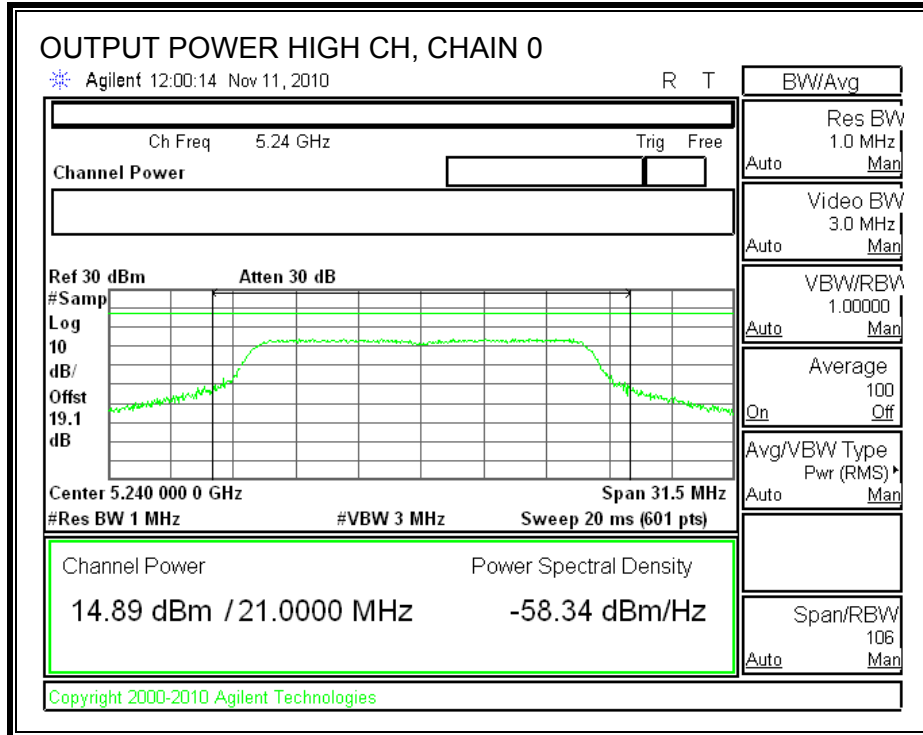 OUTPUT POWER HIGH CH, CHAIN 0
Agilent 12:00:14 Nov 11, 2010 R T
Ch Freq 5.24 GHz Trig Free
Channel Power
Ref 30 dBm Atten 30 dB
#Samp
Log
10
dB/
Offst
19.1
dB
Center 5.240 000 0 GHz Span 31.5 MHz
#Res BW 1 MHz #VBW 3 MHz Sweep 20 ms (601 pts)
Channel Power Power Spectral Density
14.89 dBm / 21.0000 MHz -58.34 dBm/Hz
Copyright 2000-2010 Agilent Technologies
BW/Avg
Res BW
1.0 MHz
Auto Man
Video BW
3.0 MHz
Auto Man
VBW/RBW
1.00000
Auto Man
Average
100
On Off
Avg/VBW Type
Pwr (RMS)
Auto Man
Span/RBW
106
Auto Man